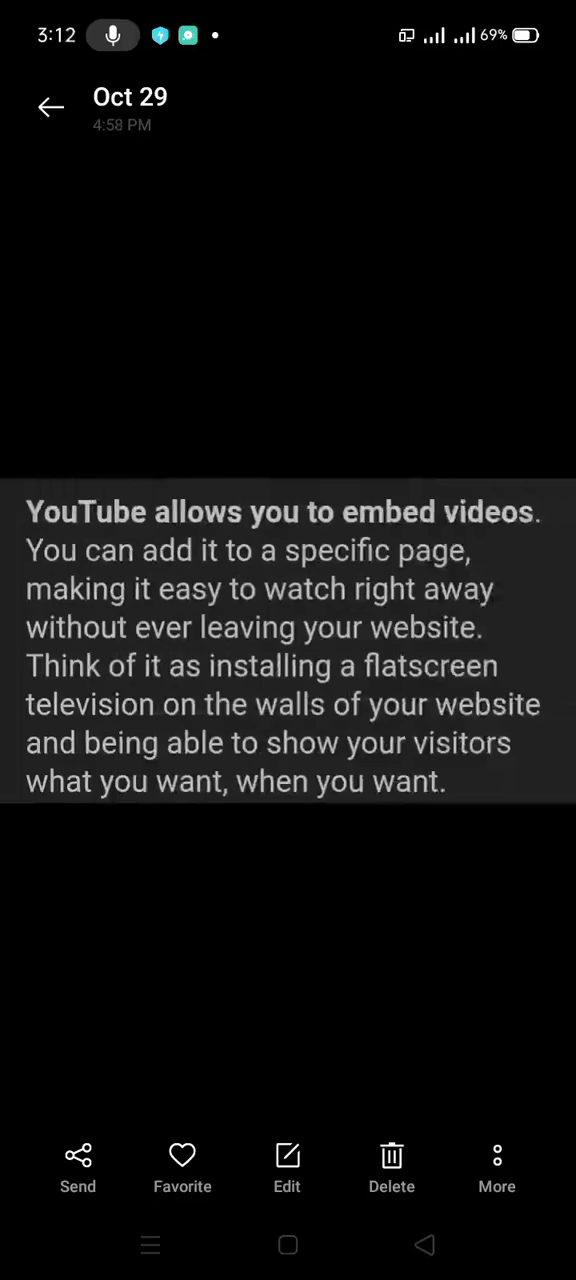 3:12
69%
Oct 29
4:58 PM
YouTube allows you to embed videos.
You can add it to a specific page,
making it easy to watch right away
without ever leaving your website.
Think of it as installing a flatscreen
television on the walls of your website
and being able to show your visitors
what you want, when you want.
Send Favorite Edit Delete More